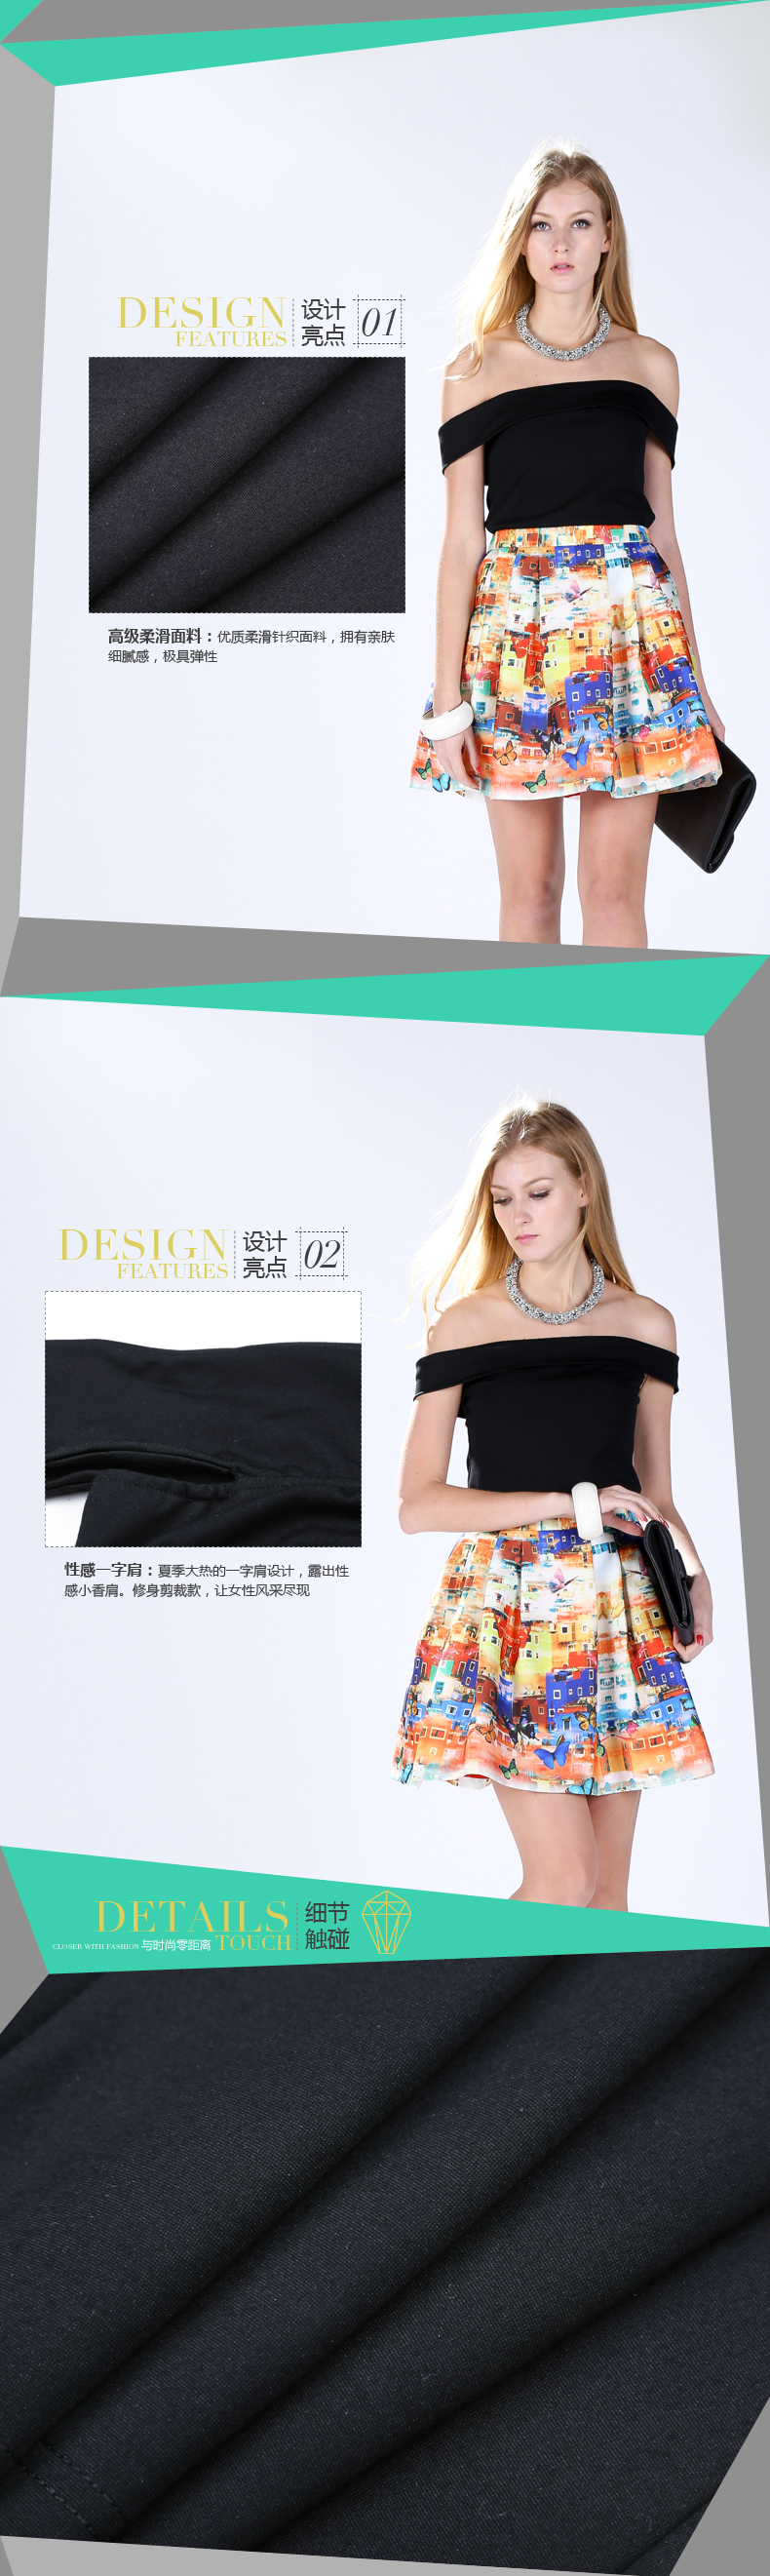 DESIGN
FEATURES
设计
亮点
01
高级柔滑面料：优质柔滑针织面料，拥有亲肤
细腻感，极具弹性
DESIGN
FEATURES
设计
亮点
02
性感一字肩：夏季大热的一字肩设计，露出性
感小香肩。修身剪裁款，让女性风采尽现
DETAILS
CLOSER WITH FASHION 与时尚零距离 TOUCH
细节
触碰